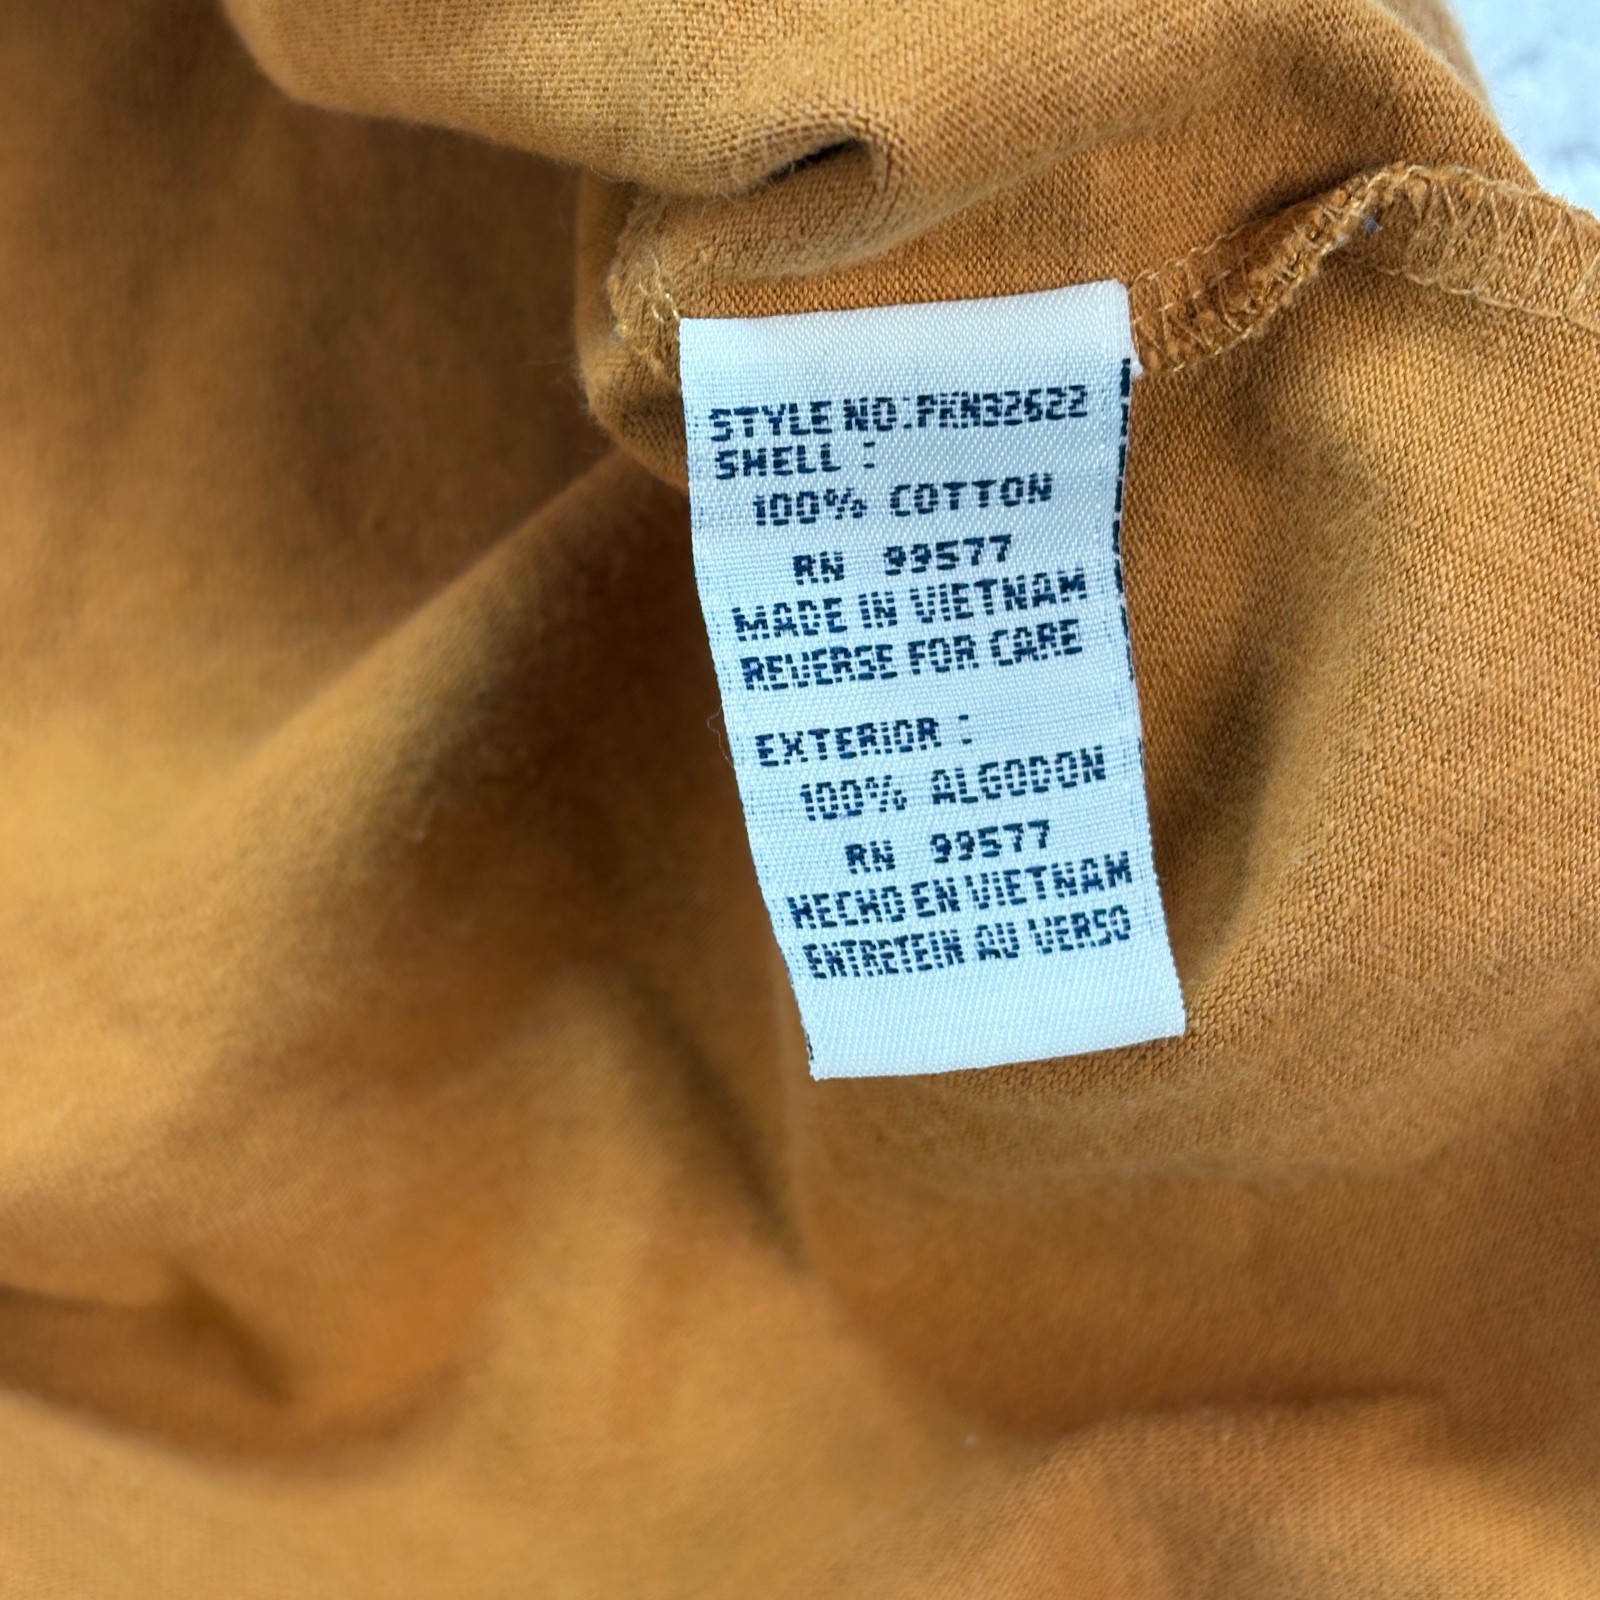 STYLE NO:PKN32622
SHELL :
100% COTTON
RN 99577
MADE IN VIETNAM
REVERSE FOR CARE
EXTERIOR :
100% ALGODON
RN 99577
HECHO EN VIETNAM
ENTRETEIN AU VERSO